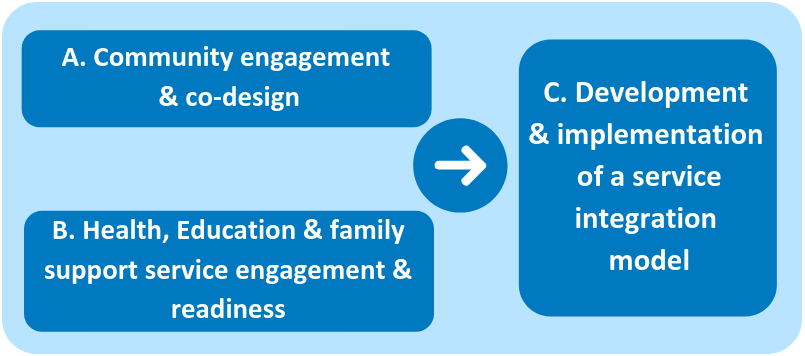 A. Community engagement
& co-design
B. Health, Education & family
support service engagement &
readiness
C. Development
& implementation
of a service
integration
model